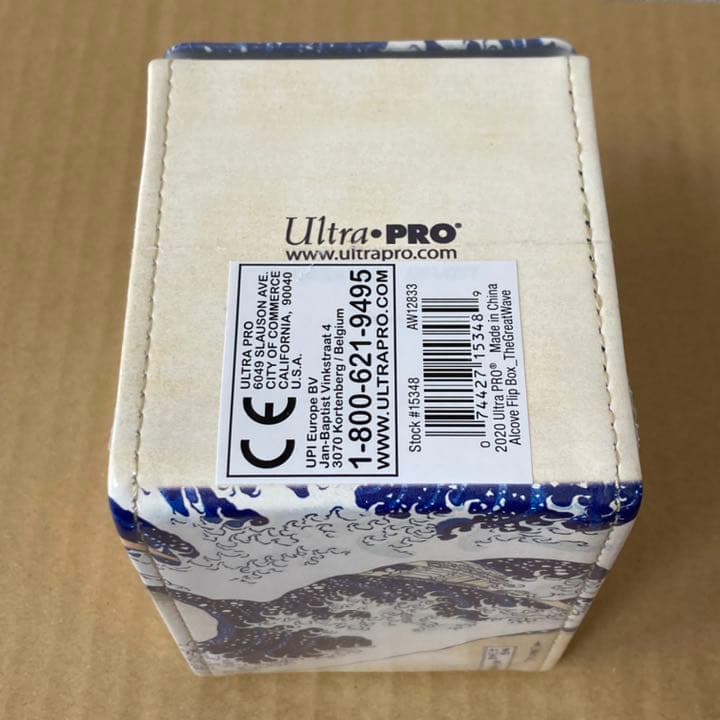 Ultra•PRO®
www.ultrapro.com
CE
ULTRA PRO
6049 SLAUSON AVE.
CITY OF COMMERCE
CALIFORNIA, 90040
U.S.A.
UPI Europe BV
Jan-Baptist Vinkstraat 4
3070 Kortenberg / Belgium
1-800-621-9495
WWW.ULTRAPRO.COM
Stock #15348
AW12833
0 74427 15348 9
2020 Ultra PRO® Made in China
Alcove Flip Box_TheGreatWave